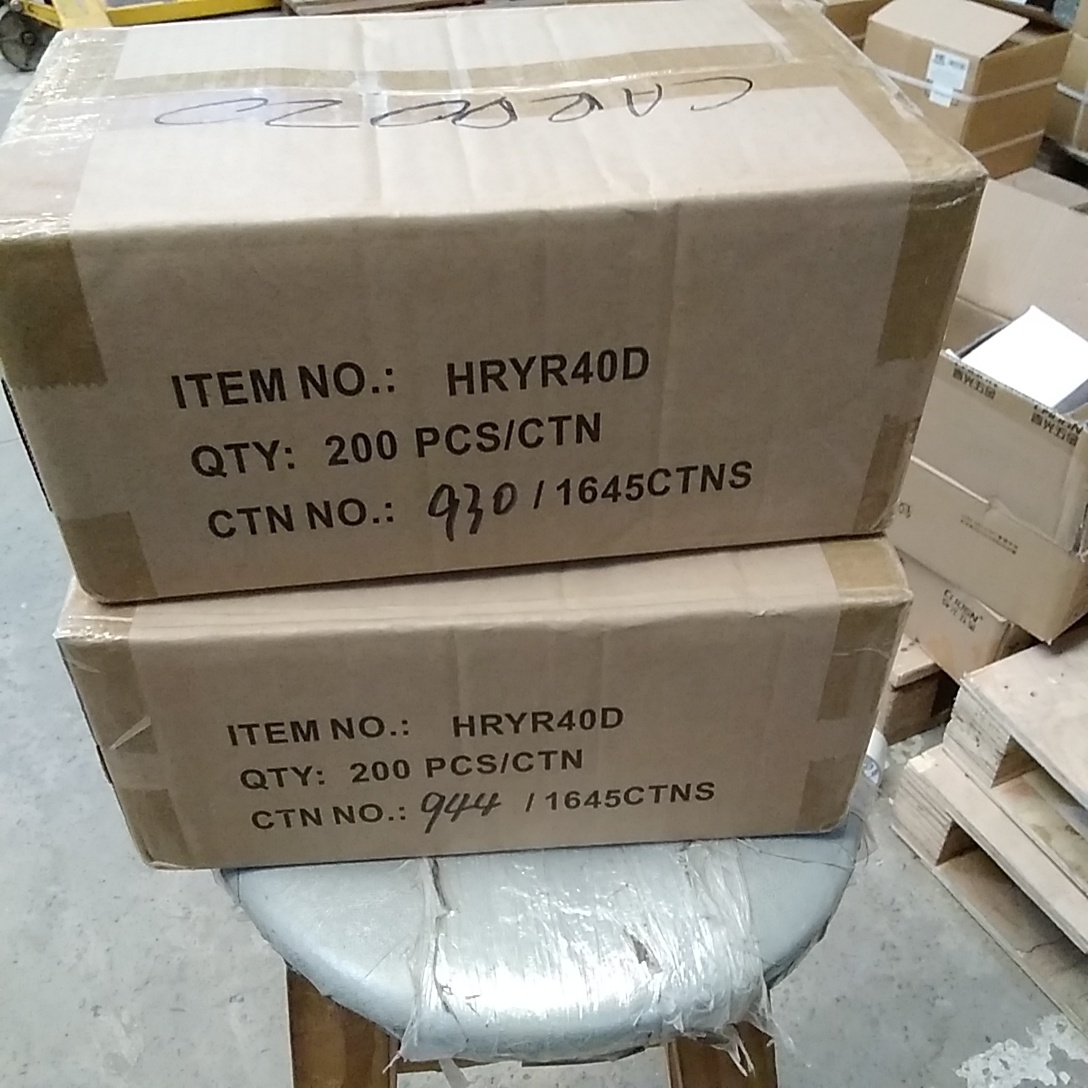 ITEM NO.: HRYR40D
QTY: 200 PCS/CTN
CTN NO.: 930 / 1645CTNS
ITEM NO.: HRYR40D
QTY: 200 PCS/CTN
CTN NO.: 944 / 1645CTNS